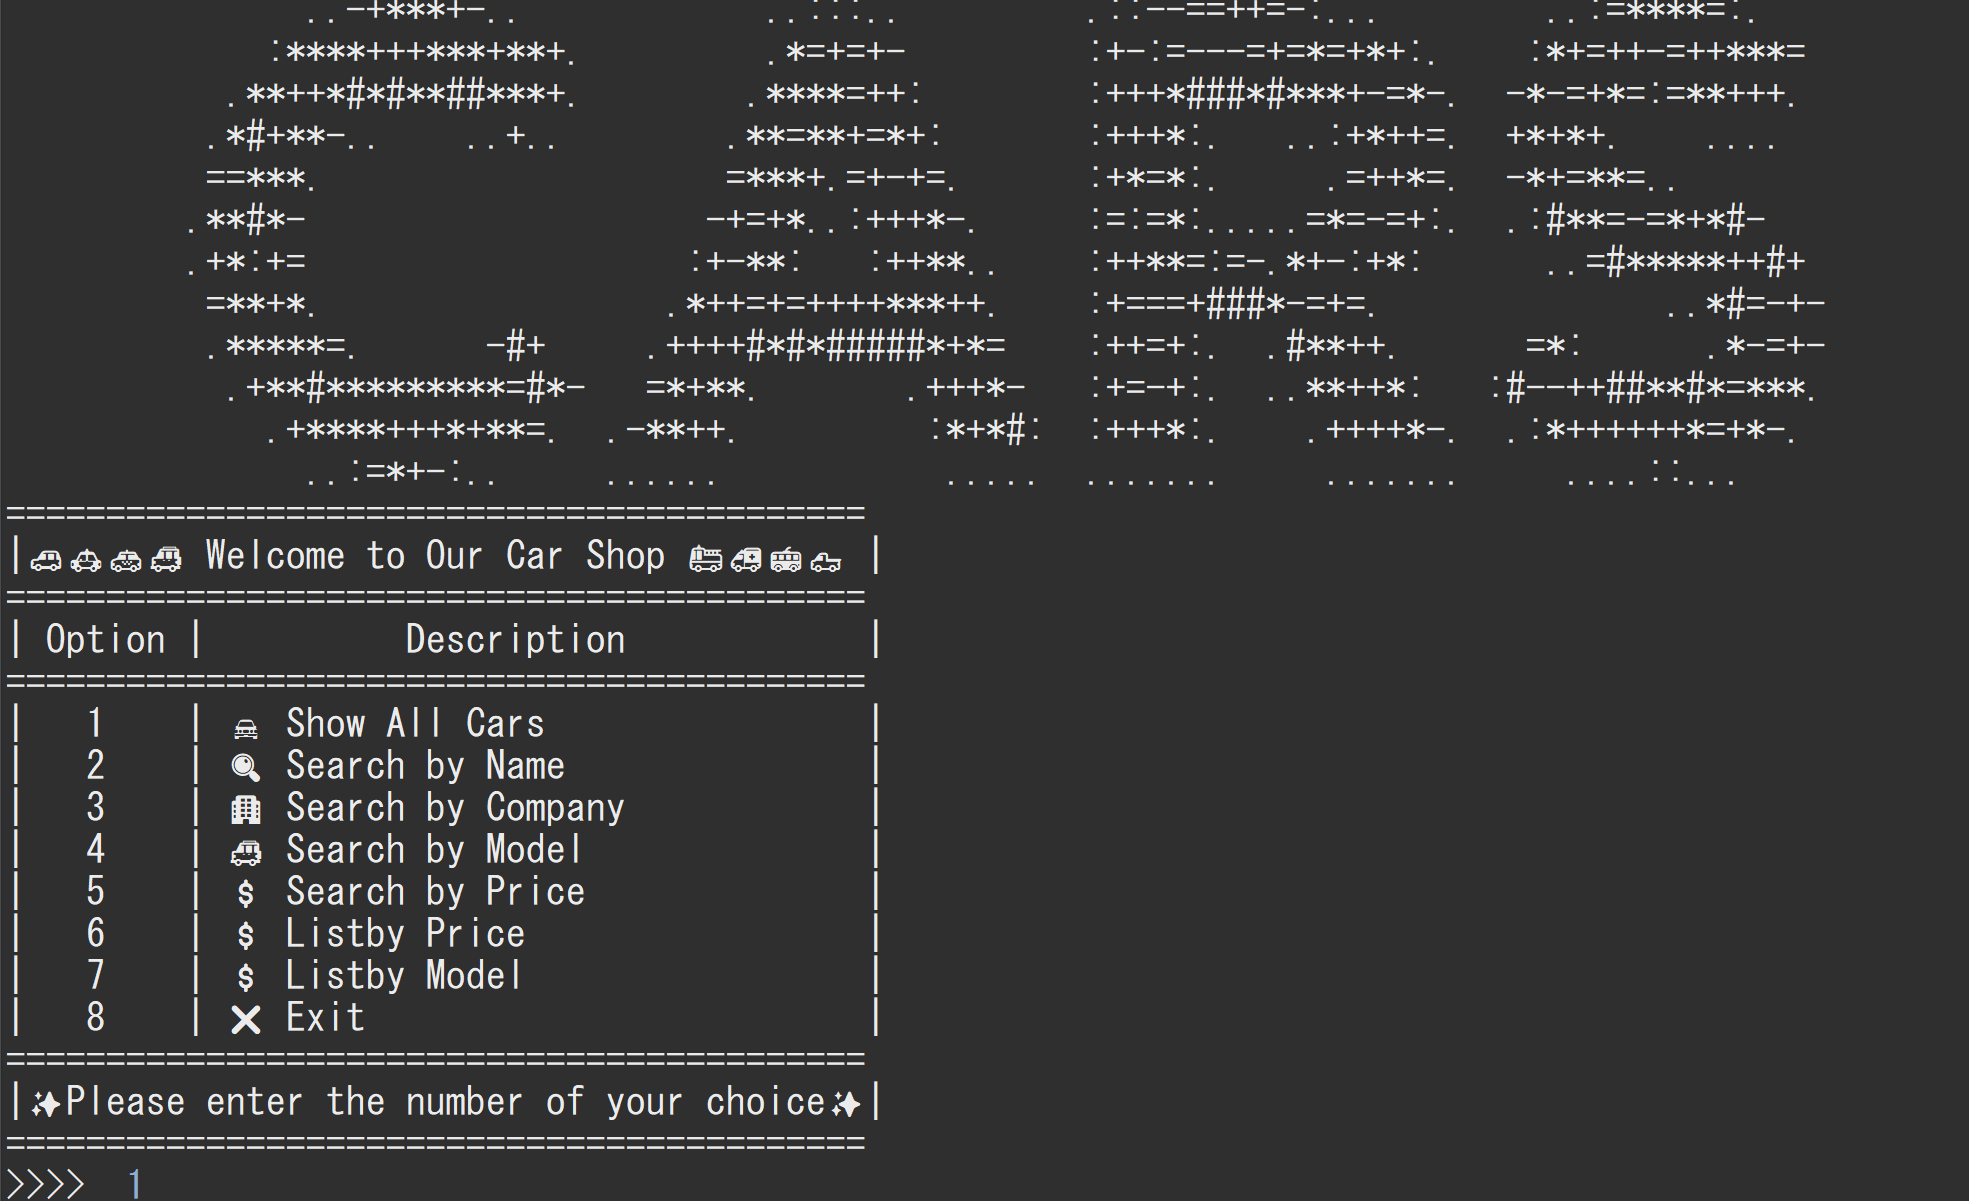 CARS
===========================================
|🚗🚕🚖🚙 Welcome to Our Car Shop 🚒🚑🚎🛻 |
===========================================
| Option | Description |
===========================================
| 1 | 🚘 Show All Cars |
| 2 | 🔍 Search by Name |
| 3 | 🏢 Search by Company |
| 4 | 🚙 Search by Model |
| 5 | 💲 Search by Price |
| 6 | 💲 Listby Price |
| 7 | 💲 Listby Model |
| 8 | ❌ Exit |
===========================================
|✨Please enter the number of your choice✨|
===========================================
>>>> 1